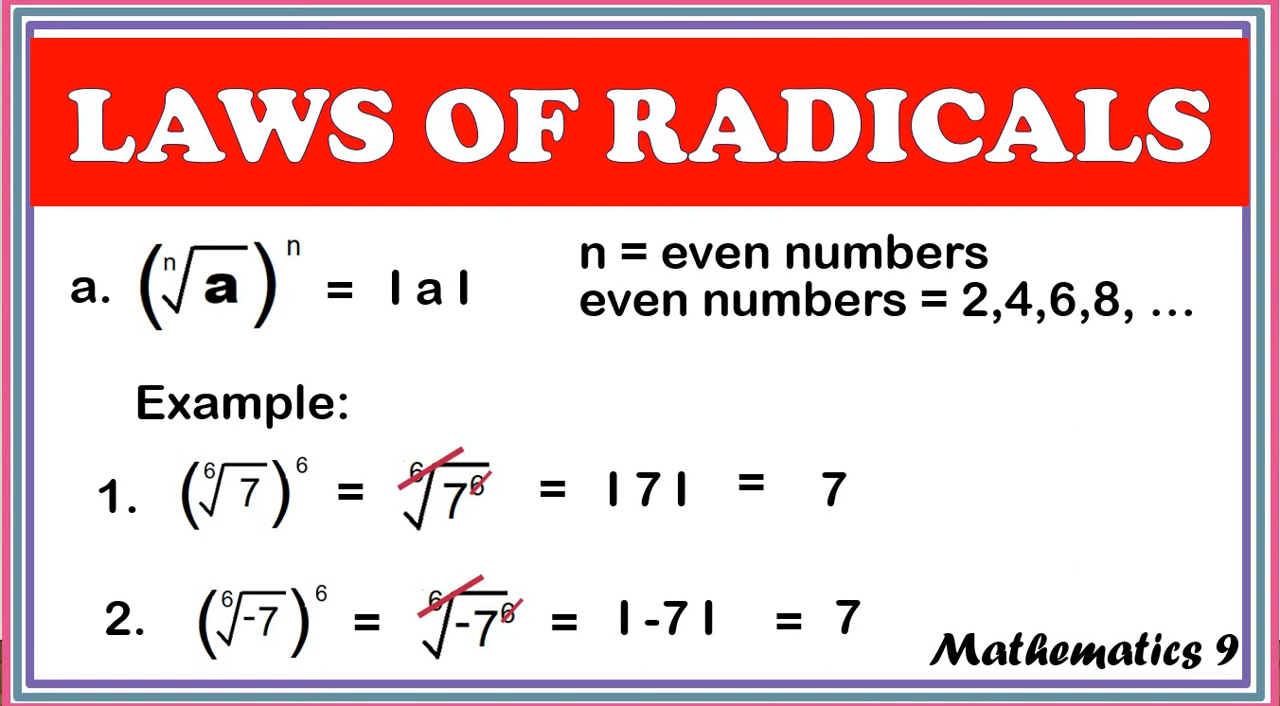 LAWS OF RADICALS
a. (ⁿ√a)ⁿ = l a l
n = even numbers
even numbers = 2,4,6,8, ...
Example:
1. (⁶√7)⁶ = ⁶√7⁶ = l 7 l = 7
2. (⁶√-7)⁶ = ⁶√-7⁶ = l -7 l = 7
Mathematics 9